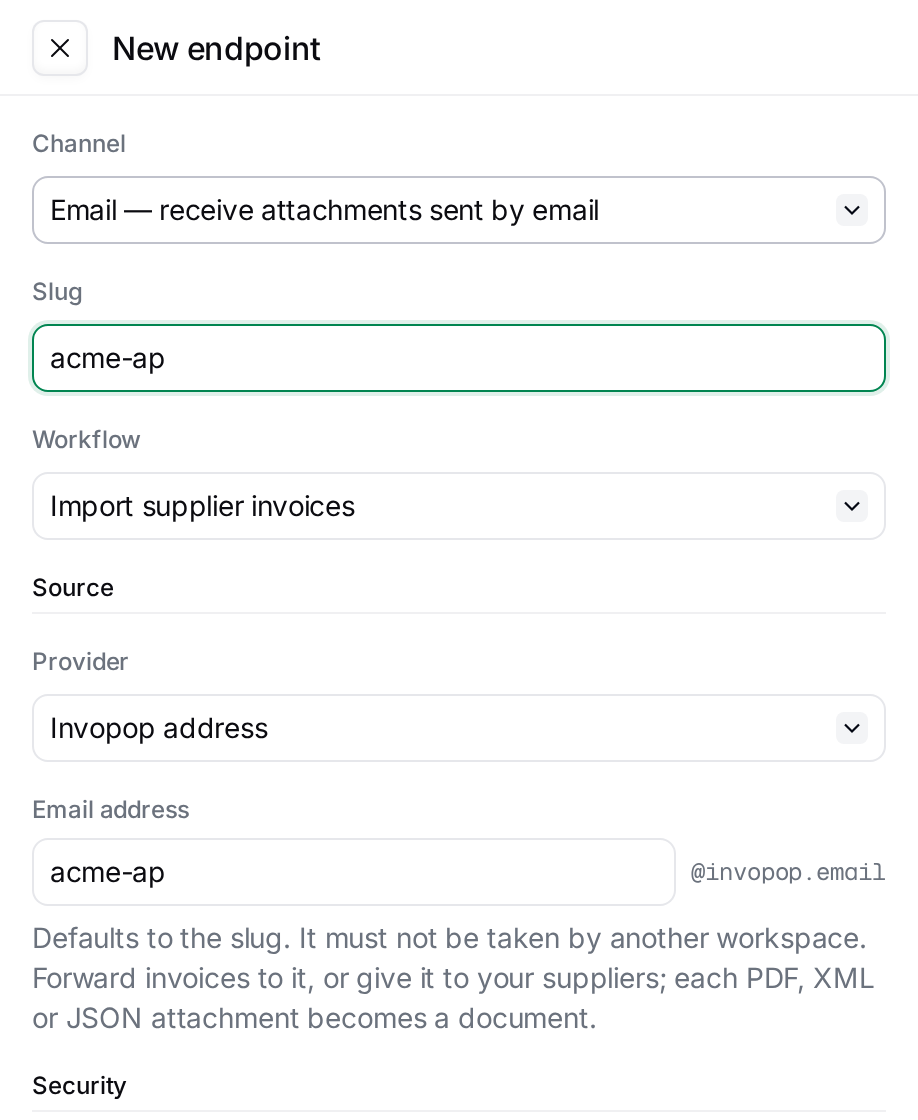 New endpoint
Channel
Email — receive attachments sent by email
Slug
acme-ap
Workflow
Import supplier invoices
Source
Provider
Invopop address
Email address
acme-ap @invopop.email
Defaults to the slug. It must not be taken by another workspace.
Forward invoices to it, or give it to your suppliers; each PDF, XML
or JSON attachment becomes a document.
Security